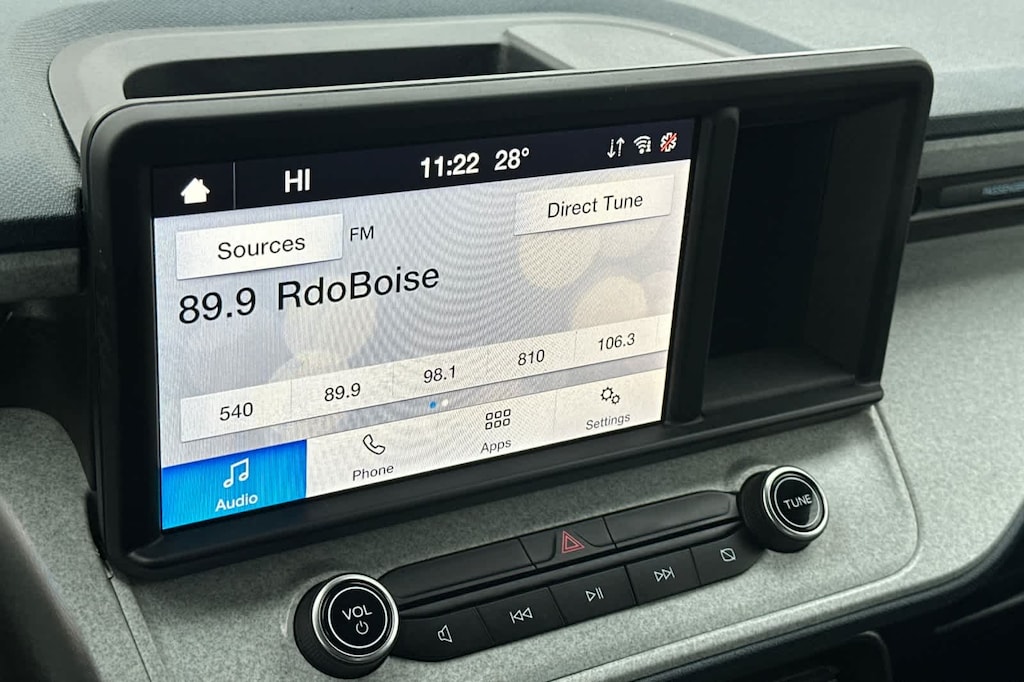 HI 11:22 28°
Sources FM Direct Tune
89.9 RdoBoise
540 89.9 98.1 810 106.3
Audio Phone Apps Settings
VOL TUNE